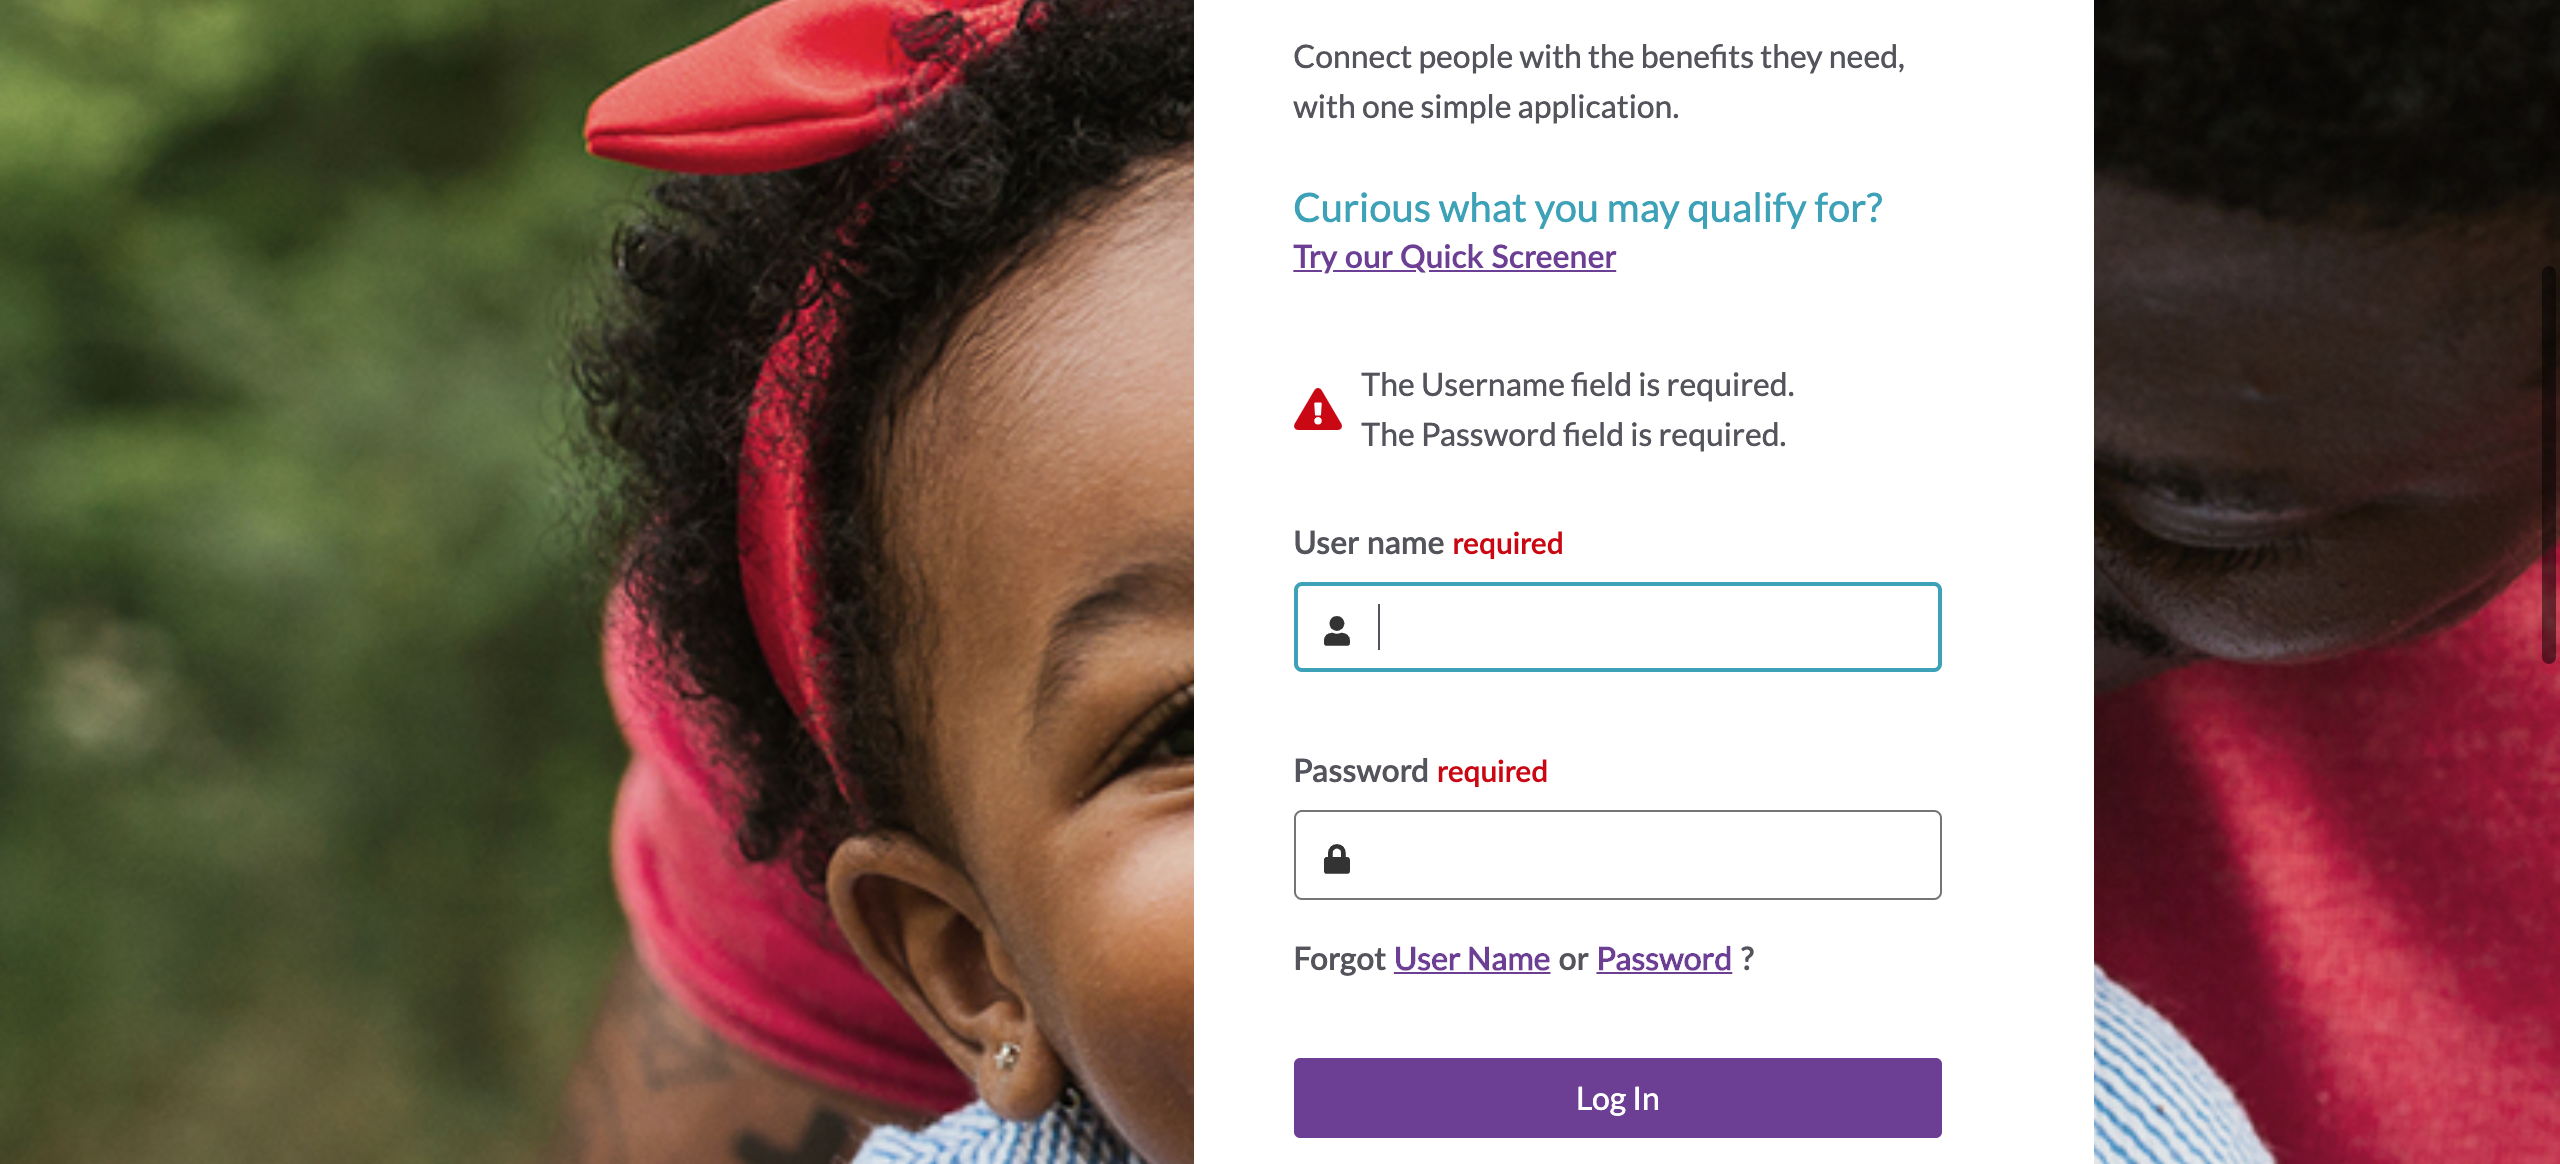 Connect people with the benefits they need,
with one simple application.
Curious what you may qualify for?
Try our Quick Screener
The Username field is required.
The Password field is required.
User name required
Password required
Forgot User Name or Password ?
Log In